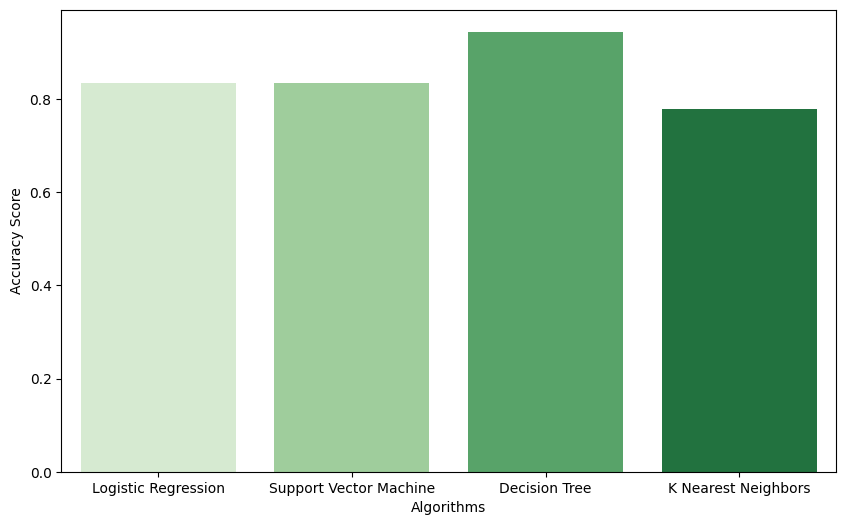 Accuracy Score
0.8
0.6
0.4
0.2
0.0
Logistic Regression
Support Vector Machine
Decision Tree
K Nearest Neighbors
Algorithms